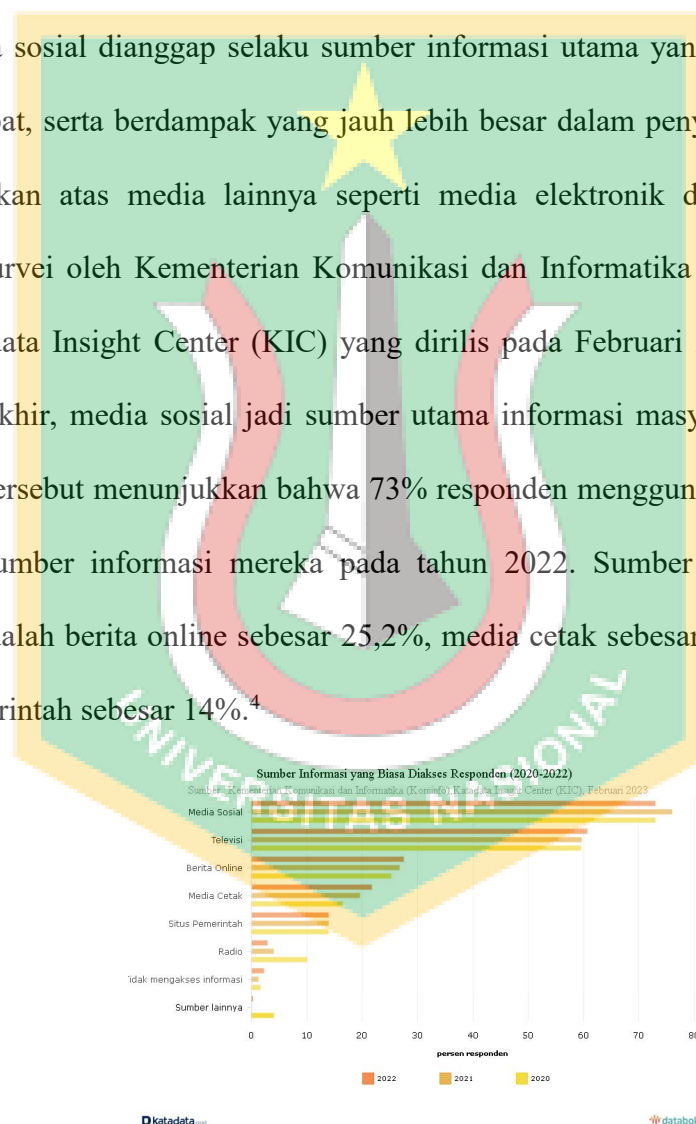 sosial dianggap selaku sumber informasi utama yan
pat, serta berdampak yang jauh lebih besar dalam peny
kan atas media lainnya seperti media elektronik d
urvei oleh Kementerian Komunikasi dan Informatika
data Insight Center (KIC) yang dirilis pada Februari
khir, media sosial jadi sumber utama informasi masy
ersebut menunjukkan bahwa 73% responden menggun
umber informasi mereka pada tahun 2022. Sumber
dalah berita online sebesar 25,2%, media cetak sebesar
rintah sebesar 14%.⁴
UNIVERSITAS NASIONAL
Sumber Informasi yang Biasa Diakses Responden (2020-2022)
Sumber : Kementerian Komunikasi dan Informatika (Kominfo) Katadata Insight Center (KIC), Februari 2023
Media Sosial
Televisi
Berita Online
Media Cetak
Situs Pemerintah
Radio
Tidak mengakses informasi
Sumber lainnya
0 10 20 30 40 50 60 70 80
persen responden
2022 2021 2020
katadata databok